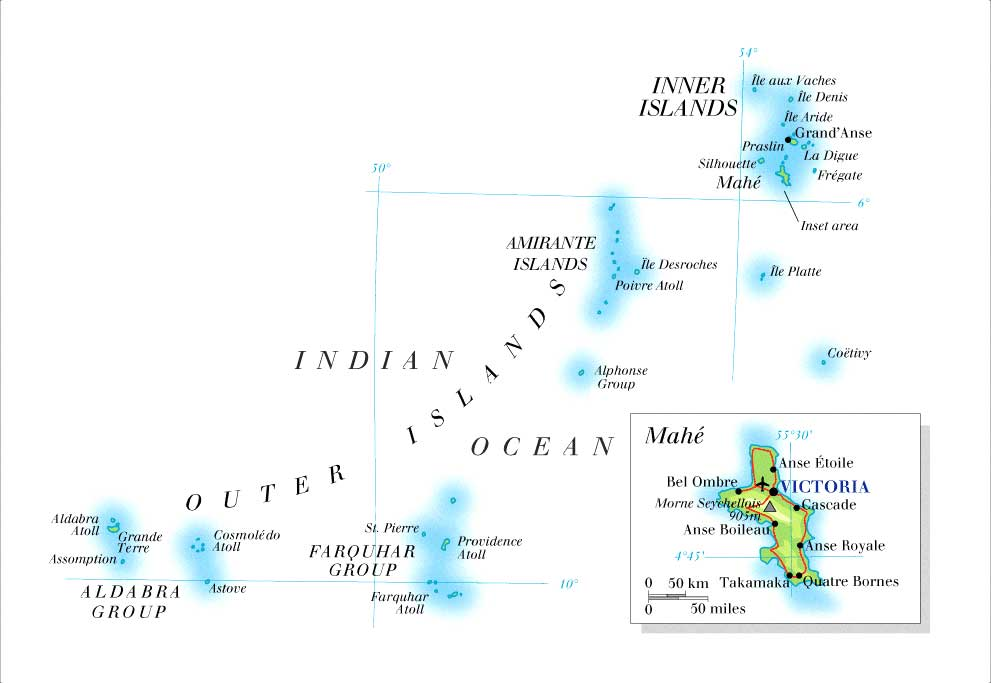 54°
Île aux Vaches
INNER
ISLANDS
Île Denis
Île Aride
Grand'Anse
Praslin
La Digue
Silhouette
Frégate
Mahé
50°
6°
Inset area
AMIRANTE
ISLANDS
Île Desroches
Île Platte
Poivre Atoll
INDIAN
OCEAN
OUTER ISLANDS
Coëtivy
Alphonse
Group
Mahé
55°30'
Anse Étoile
Bel Ombre
VICTORIA
Morne Seychellois
905m
Cascade
Anse Boileau
Anse Royale
4°45'
Takamaka
Quatre Bornes
0 50 km
0 50 miles
Aldabra
Atoll
Grande
Terre
Assomption
Cosmolédo
Atoll
Astove
ALDABRA
GROUP
St. Pierre
Providence
Atoll
FARQUHAR
GROUP
Farquhar
Atoll
10°